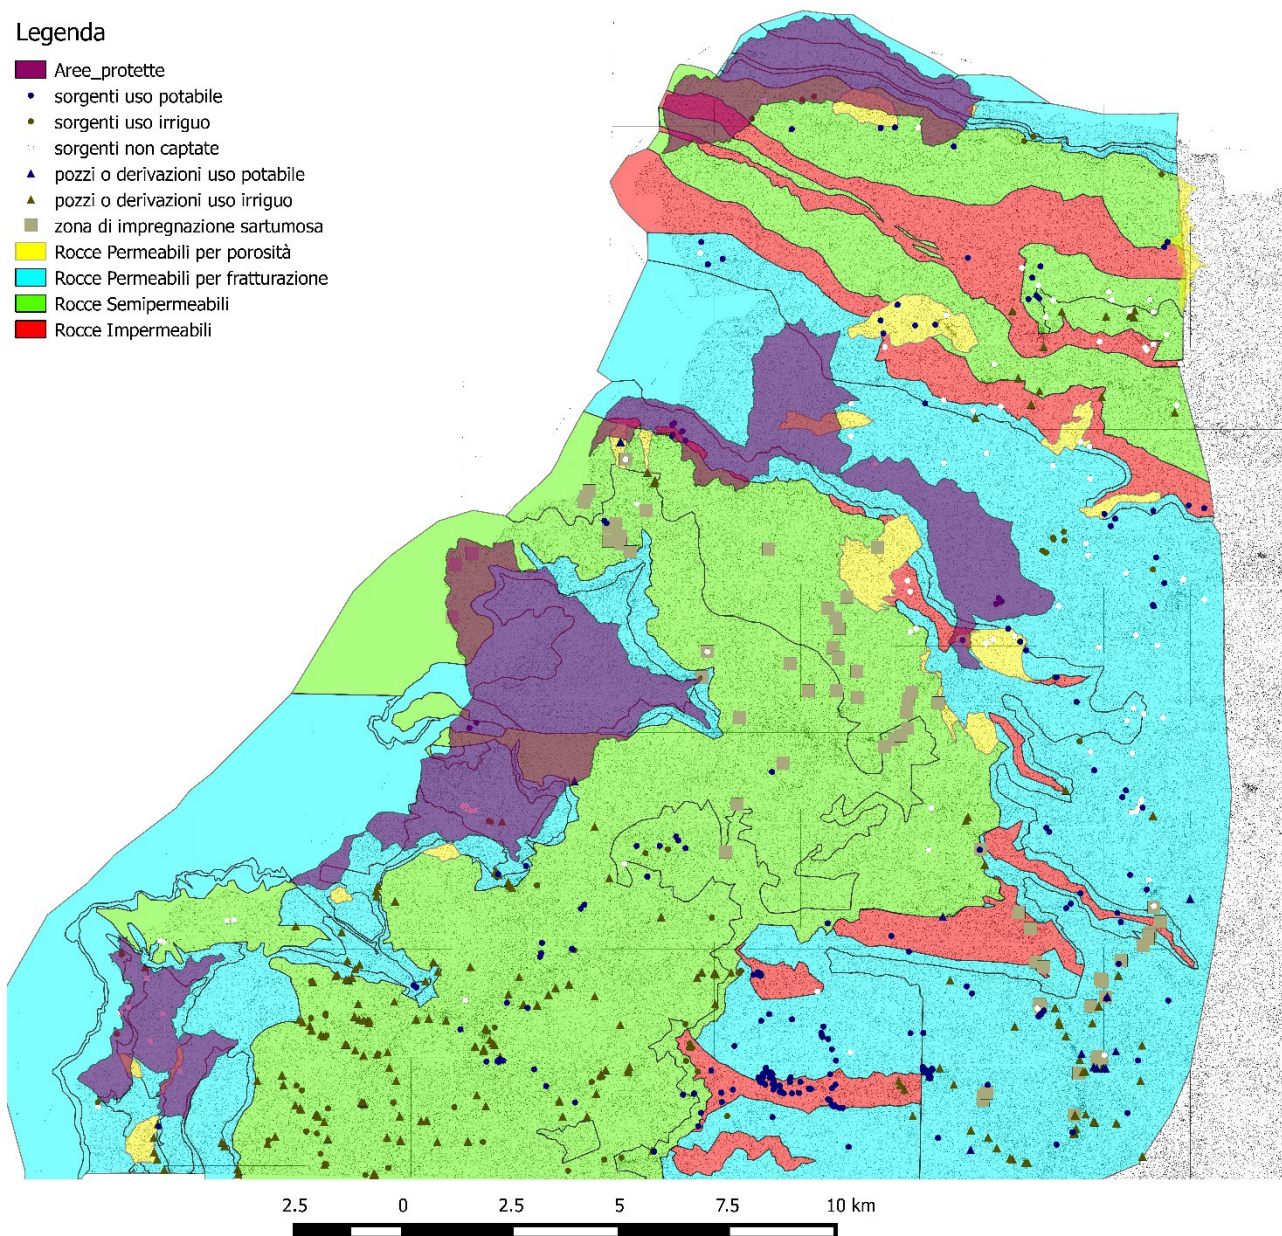 Legenda
Aree_protette
sorgenti uso potabile
sorgenti uso irriguo
sorgenti non captate
pozzi o derivazioni uso potabile
pozzi o derivazioni uso irriguo
zona di impregnazione sartumosa
Rocce Permeabili per porosità
Rocce Permeabili per fratturazione
Rocce Semipermeabili
Rocce Impermeabili
2.5 0 2.5 5 7.5 10 km